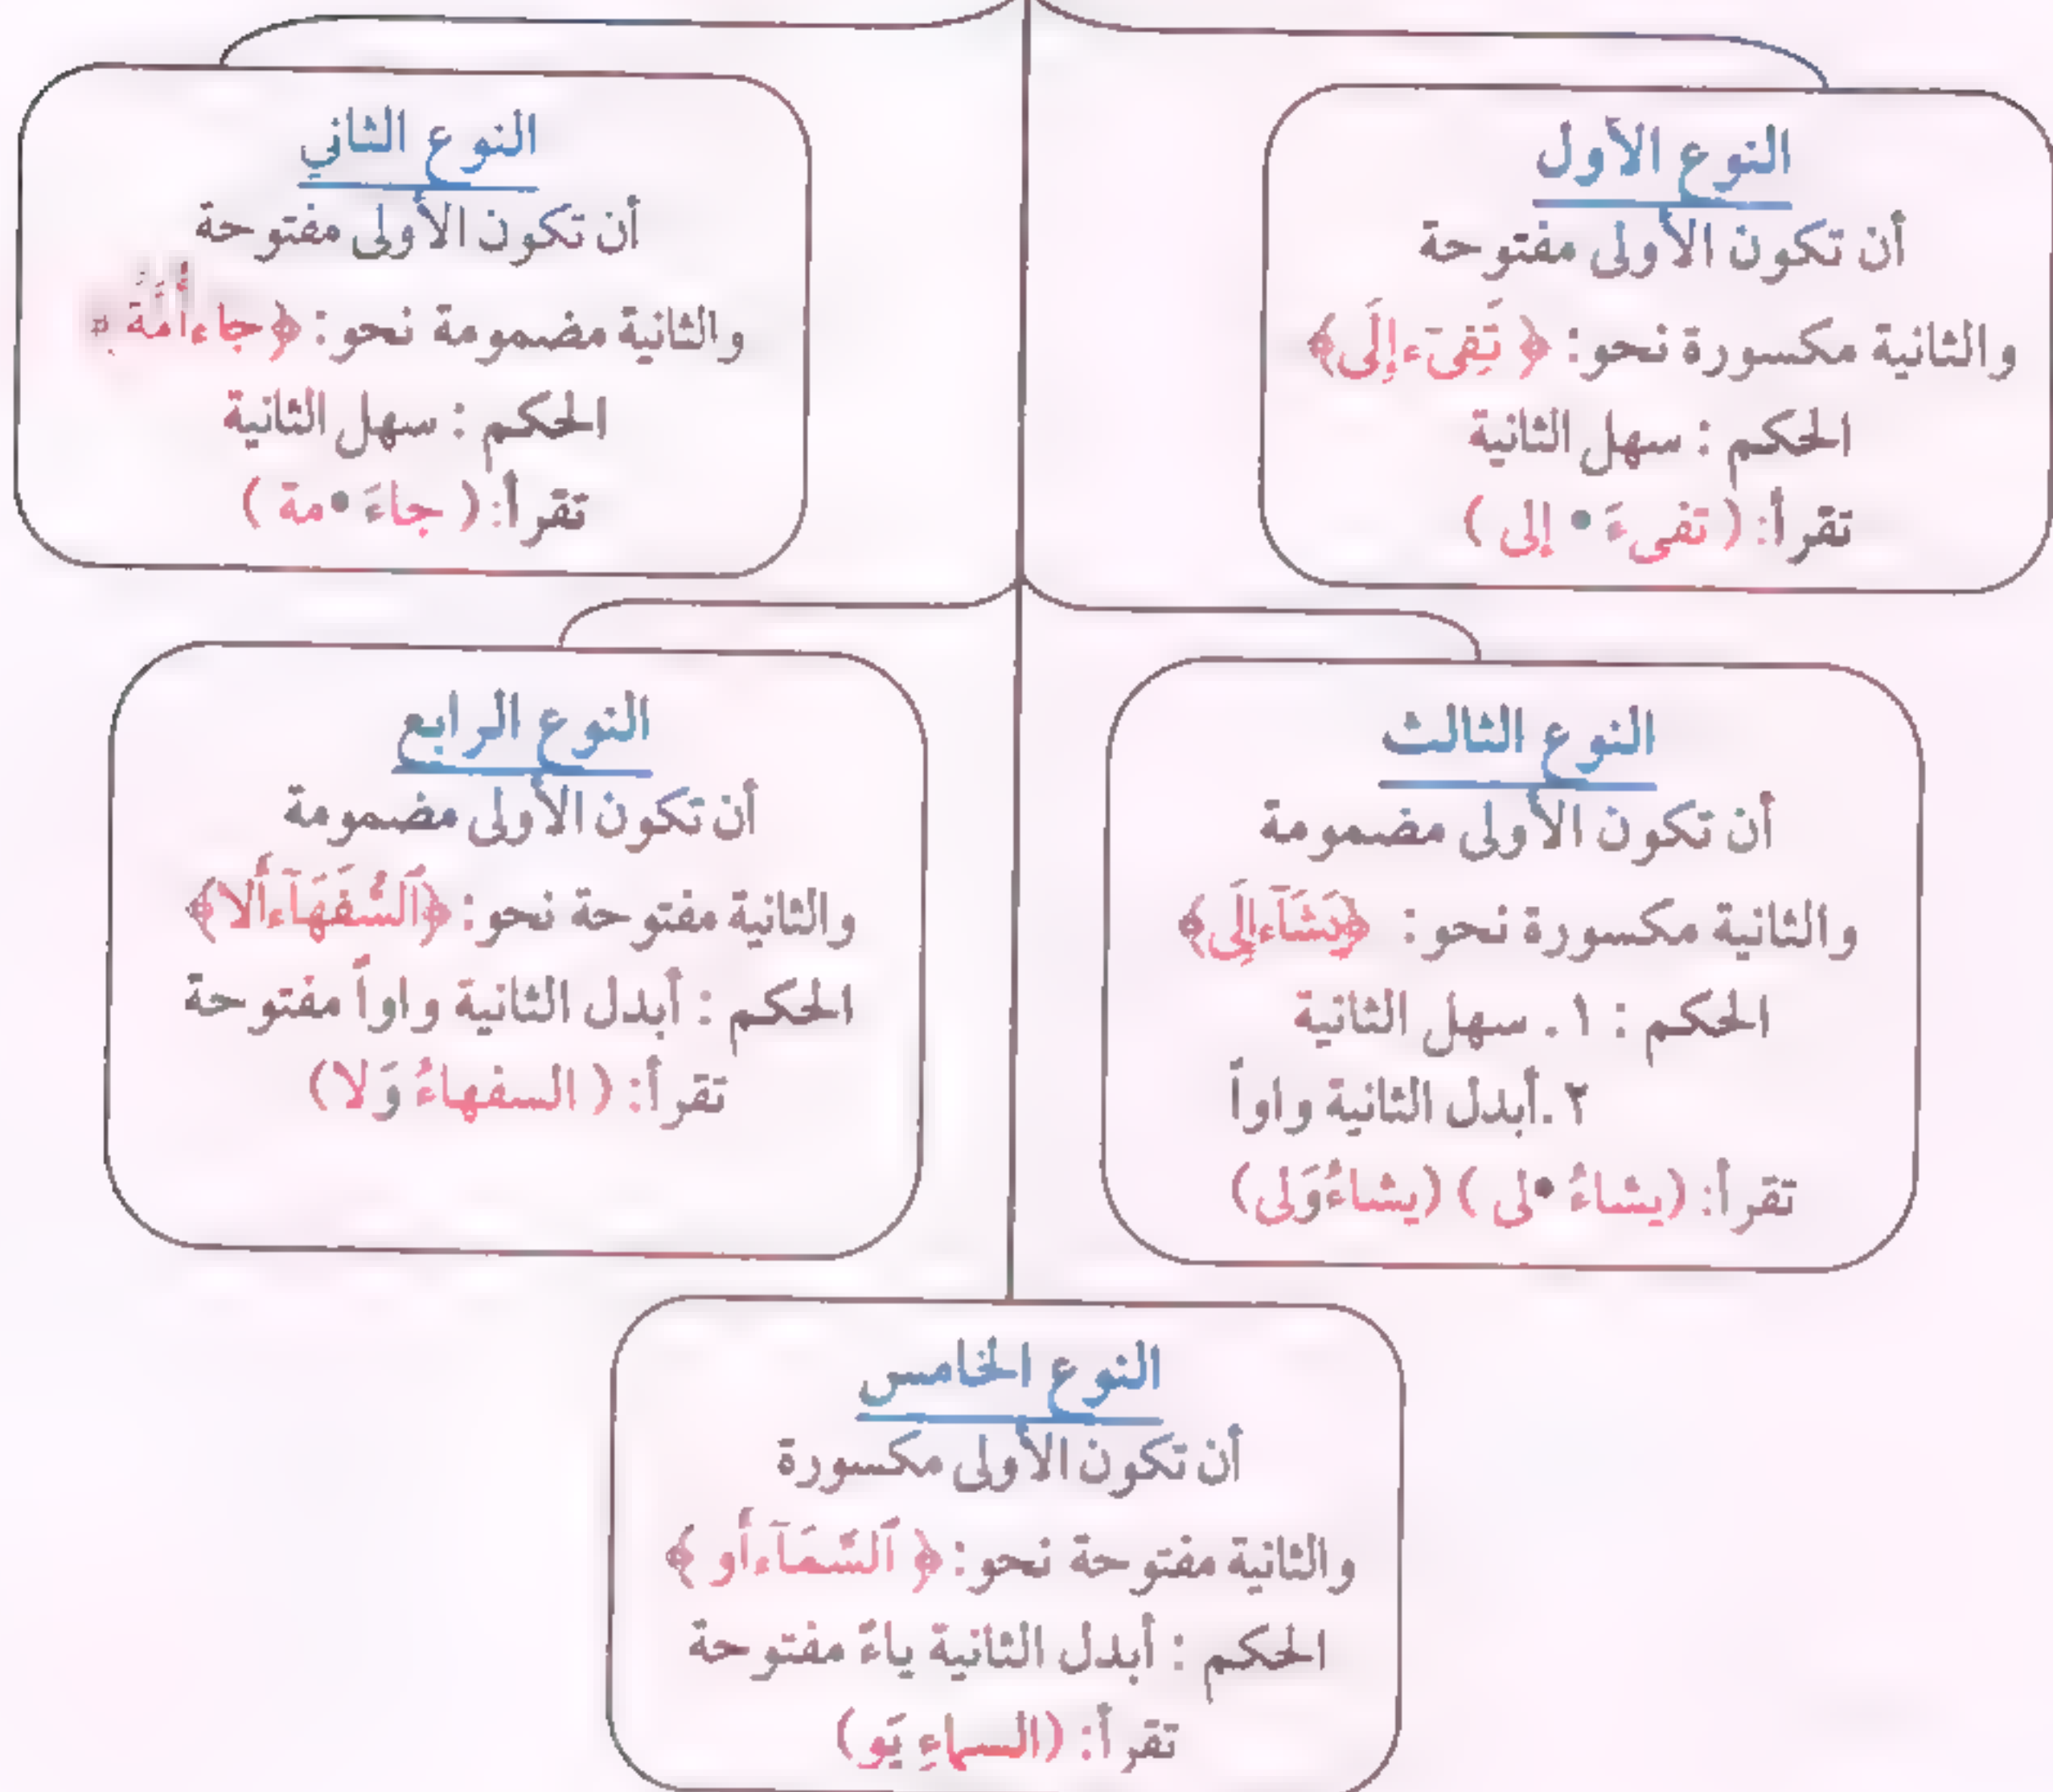 النوع الأول
أن تكون الأولى مفتوحة
والثانية مكسورة نحو: ﴿ تَفِىٓءَ إِلَىٰ ﴾
الحكم : سهل الثانية
تقرأ: ( تفىءَ • إلى )
النوع الثاني
أن تكون الأولى مفتوحة
والثانية مضمومة نحو: ﴿جاء أُمَّةً
الحكم : سهل الثانية
تقرأ: ( جاءَ • مة )
النوع الثالث
أن تكون الأولى مضمومة
والثانية مكسورة نحو: ﴿يَشَآءُ إِلَىٰ﴾
الحكم : ١. سهل الثانية
٢.أبدل الثانية واواً
تقرأ: (يشاءُ •لى ) (يشاءُوَلى)
النوع الرابع
أن تكون الأولى مضمومة
والثانية مفتوحة نحو: ﴿ٱلسُّفَهَآءُ أَلَا﴾
الحكم : أبدل الثانية واواً مفتوحة
تقرأ: ( السفهاءُ وَلا)
النوع الخامس
أن تكون الأولى مكسورة
والثانية مفتوحة نحو: ﴿ ٱلسَّمَآءِ أَو ﴾
الحكم : أبدل الثانية ياءً مفتوحة
تقرأ: (السماءِ يَو)